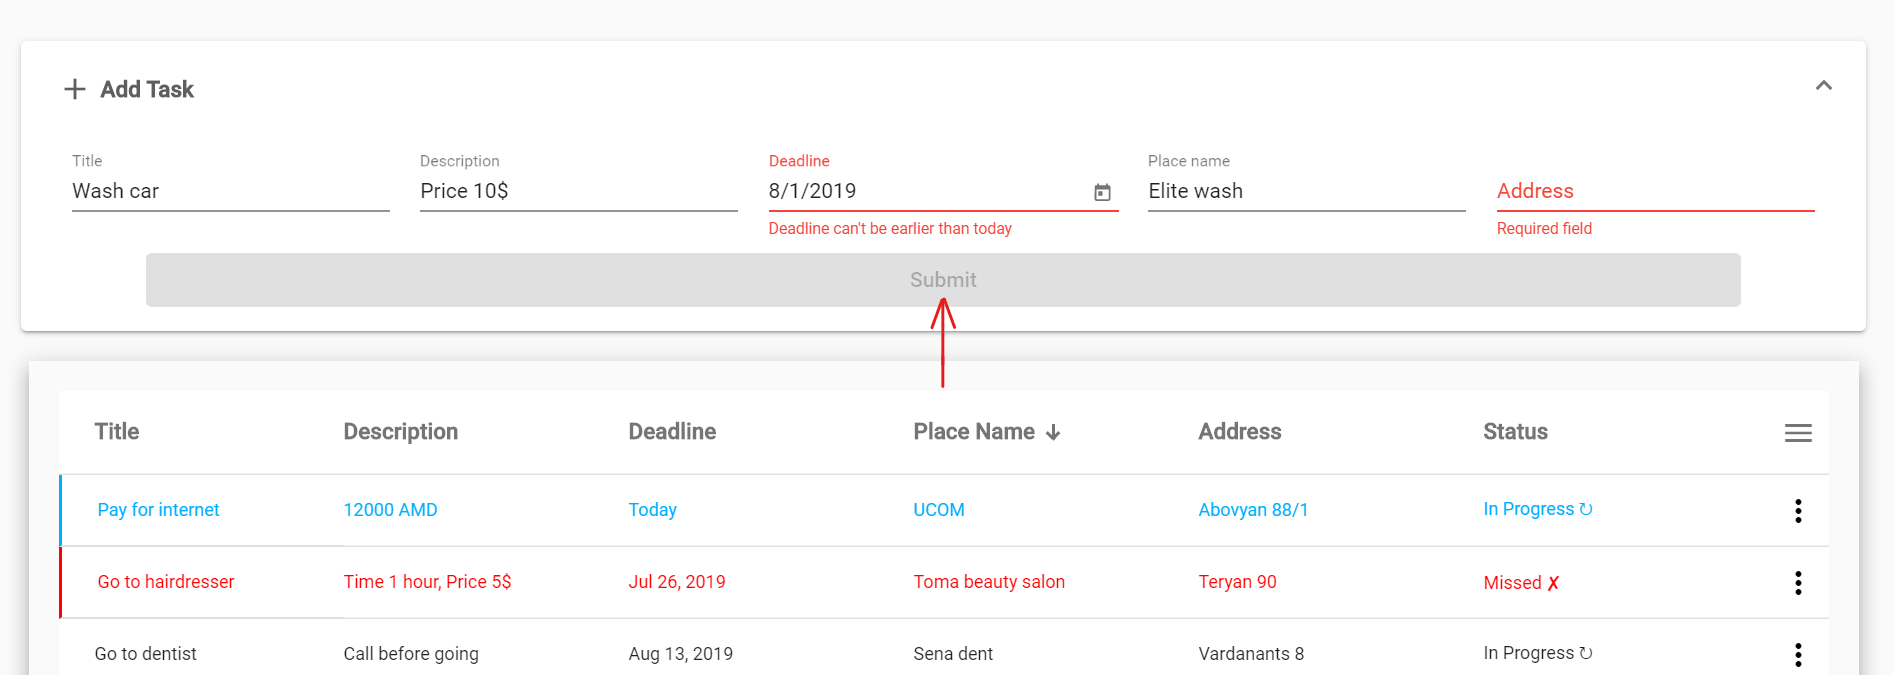 Add Task
Title Description Deadline Place name
Wash car Price 10$ 8/1/2019 Elite wash Address
Deadline can't be earlier than today Required field
Submit
Title Description Deadline Place Name ↓ Address Status
Pay for internet 12000 AMD Today UCOM Abovyan 88/1 In Progress ↻
Go to hairdresser Time 1 hour, Price 5$ Jul 26, 2019 Toma beauty salon Teryan 90 Missed ✗
Go to dentist Call before going Aug 13, 2019 Sena dent Vardanants 8 In Progress ↻